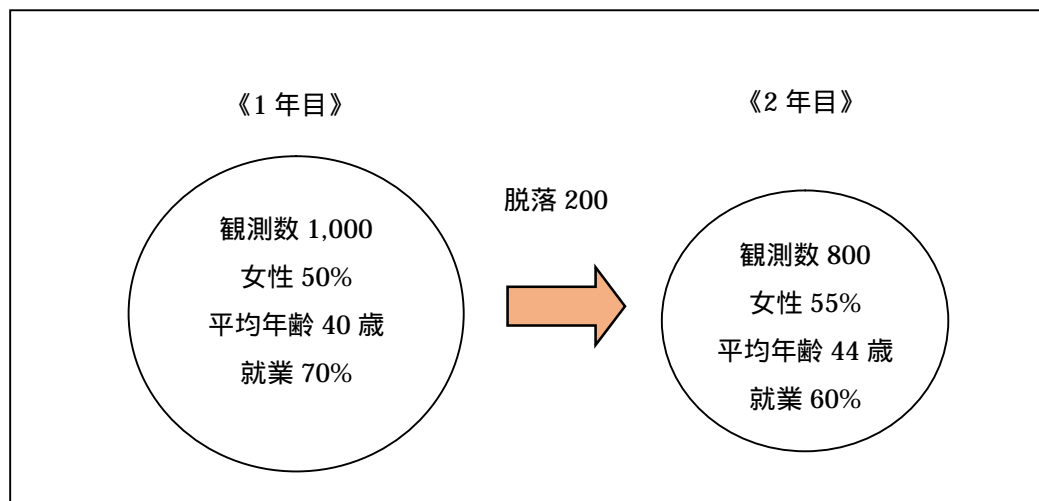 《1 年目》
観測数 1,000
女性 50%
平均年齢 40 歳
就業 70%
脱落 200
《2 年目》
観測数 800
女性 55%
平均年齢 44 歳
就業 60%